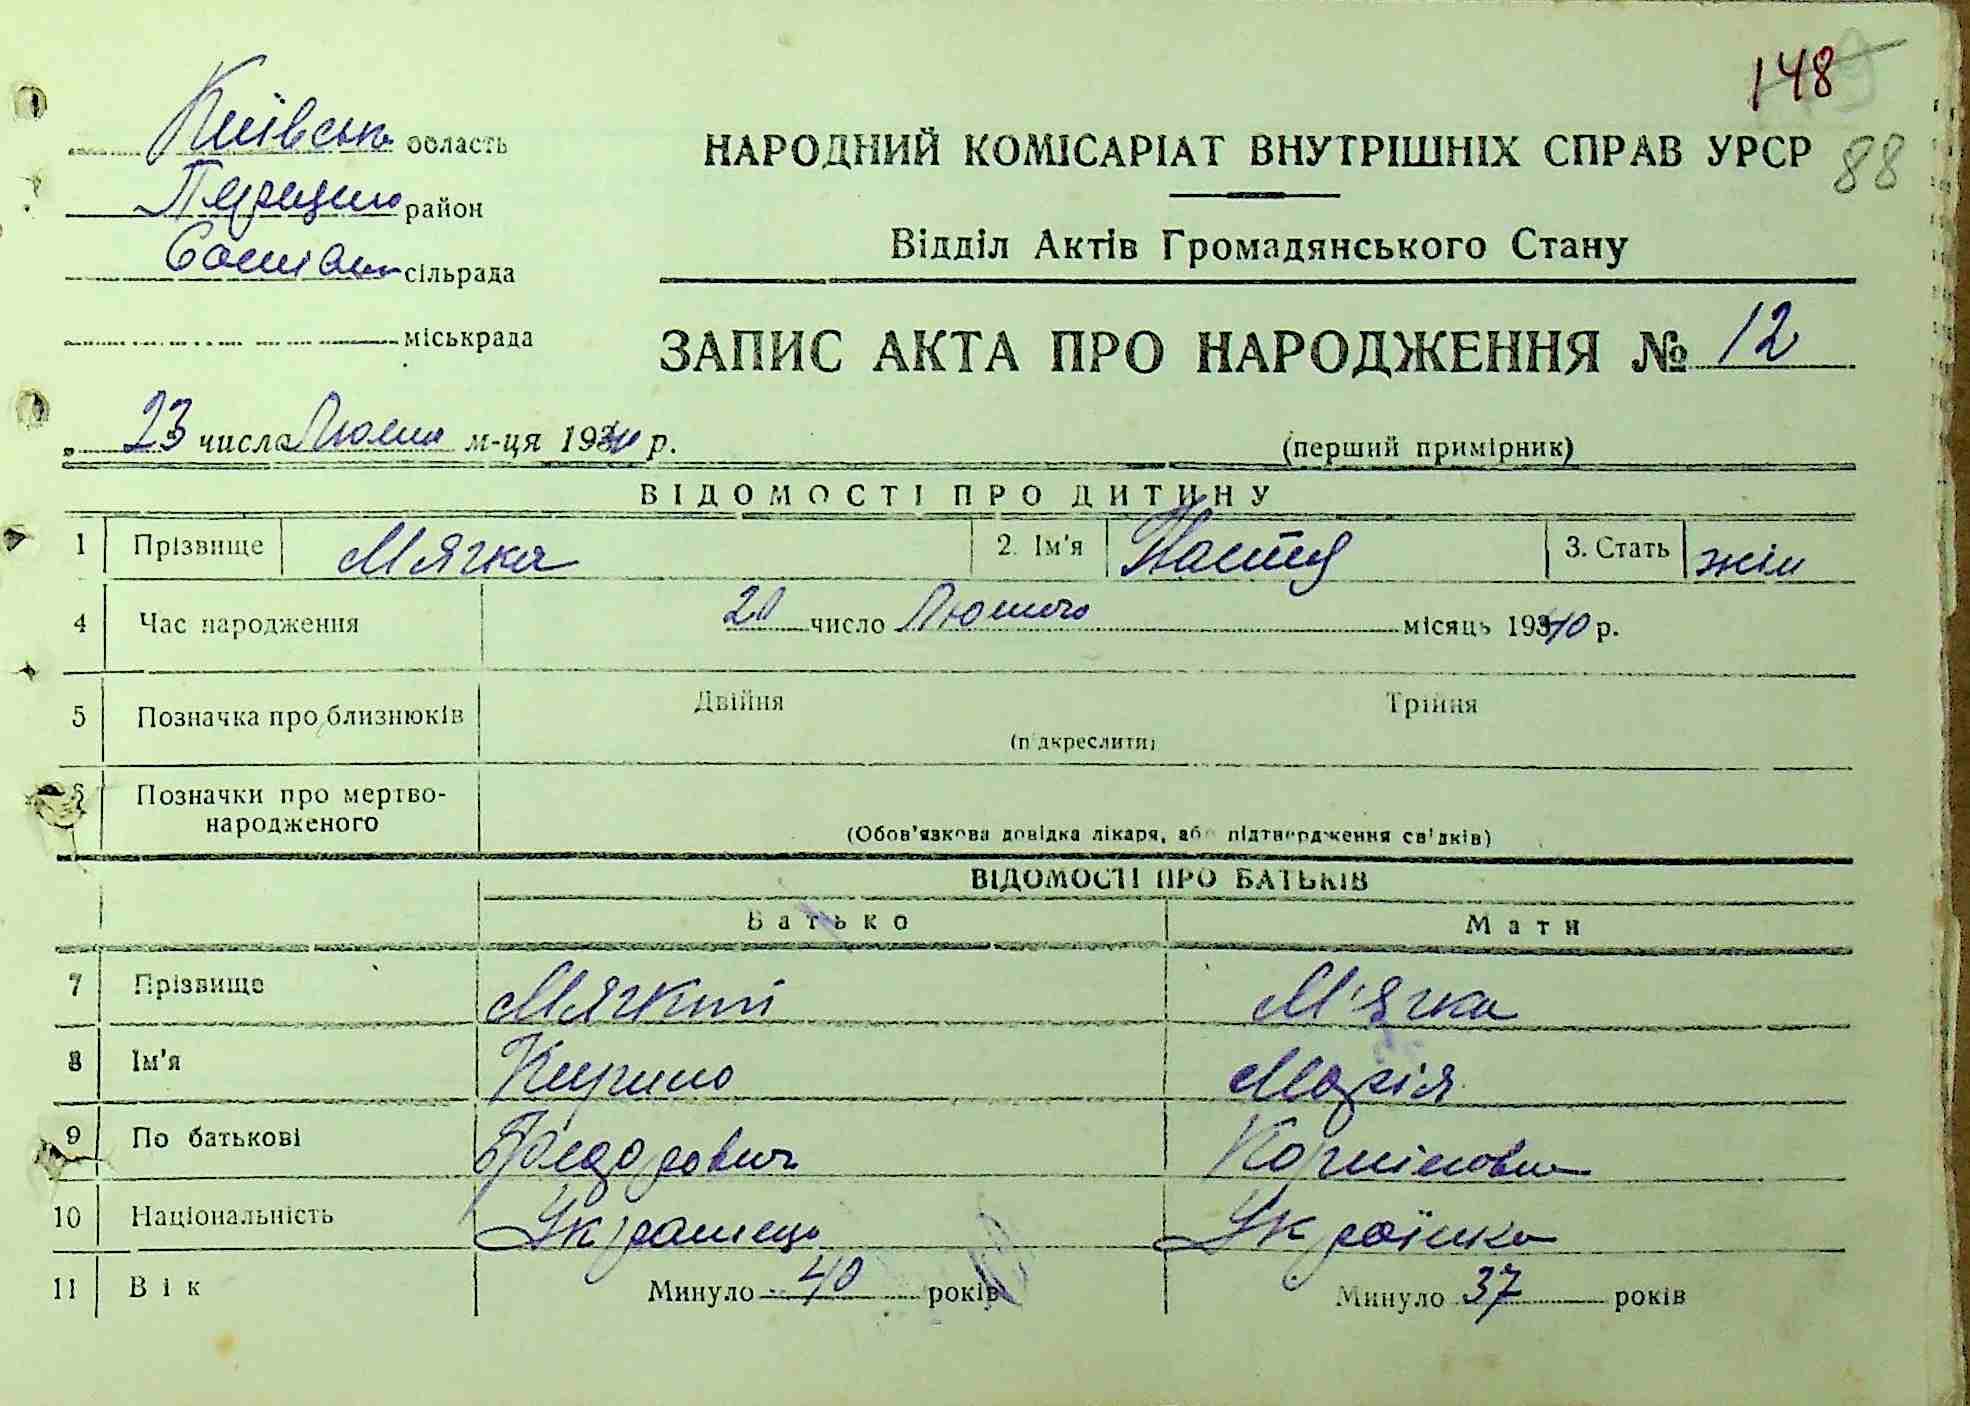 148
88
Київськ область
район
сільрада
міськрада
НАРОДНИЙ КОМІСАРІАТ ВНУТРІШНІХ СПРАВ УРСР
Відділ Актів Громадянського Стану
ЗАПИС АКТА ПРО НАРОДЖЕННЯ № 12
„ 23 числа м-ця 1940 р.
(перший примірник)
ВІДОМОСТІ ПРО ДИТИНУ
1 Прізвище Мягка 2. Ім'я Настя 3. Стать жін
4 Час народження 20 число Лютого місяць 1940 р.
5 Позначка про близнюків Двійня Трійня
(підкреслити)
6 Позначки про мертво-
народженого
(Обов'язкова довідка лікаря, або підтвердження свідків)
ВІДОМОСТІ ПРО БАТЬКІВ
Батько Мати
7 Прізвище Мягкий М'ягка
8 Ім'я Кирило Марія
9 По батькові Федорович
10 Національність Українець Українка
11 Вік Минуло 40 років Минуло 37 років